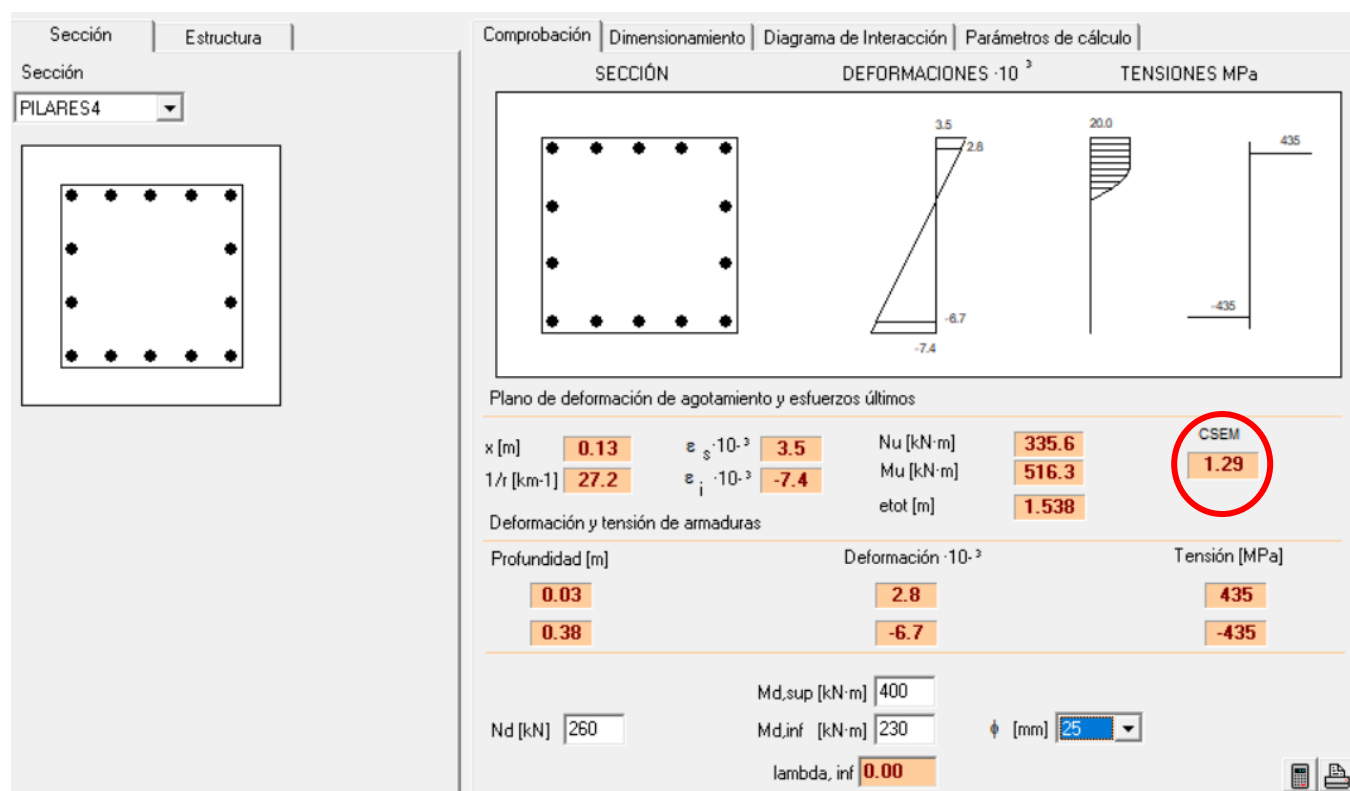 Sección Estructura
Sección
PILARES4
Comprobación Dimensionamiento Diagrama de Interacción Parámetros de cálculo
SECCIÓN DEFORMACIONES ·10 ³ TENSIONES MPa
3.5
2.8
-6.7
-7.4
20.0
435
-435
Plano de deformación de agotamiento y esfuerzos últimos
x [m] 0.13 ε s ·10-³ 3.5 Nu [kN·m] 335.6 CSEM
1/r [km-1] 27.2 ε i ·10-³ -7.4 Mu [kN·m] 516.3 1.29
etot [m] 1.538
Deformación y tensión de armaduras
Profundidad [m] Deformación ·10-³ Tensión [MPa]
0.03 2.8 435
0.38 -6.7 -435
Md,sup [kN·m] 400
Nd [kN] 260 Md,inf [kN·m] 230 ϕ [mm] 25
lambda, inf 0.00